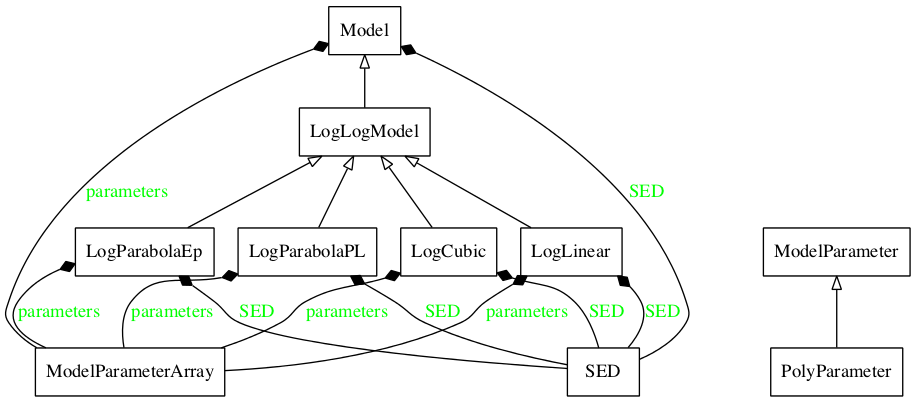 Model
LogLogModel
parameters
SED
LogParabolaEp
LogParabolaPL
LogCubic
LogLinear
ModelParameter
parameters
parameters
SED
parameters
SED
parameters
SED
SED
ModelParameterArray
SED
PolyParameter